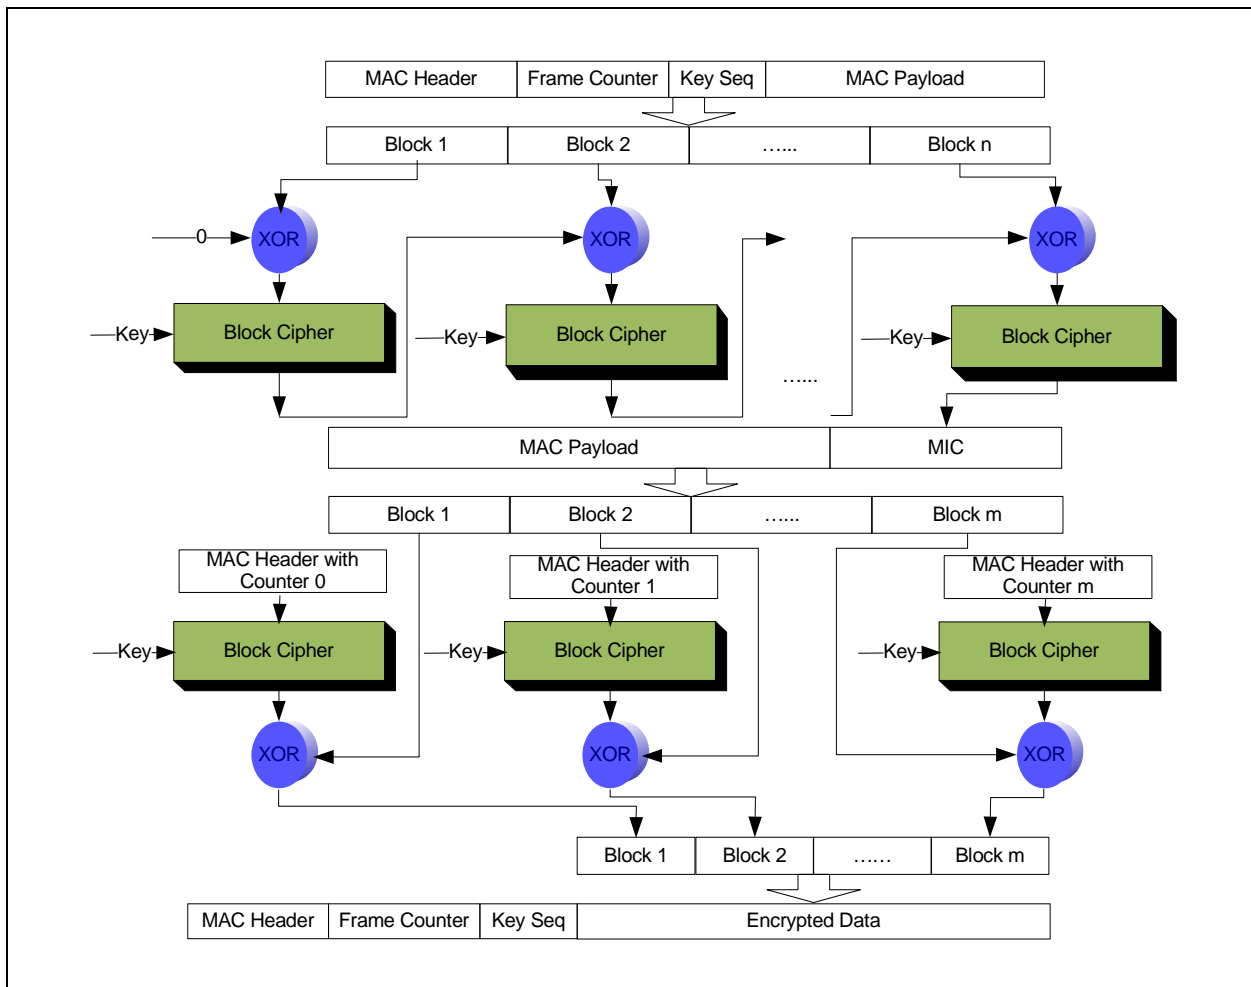 MAC Header Frame Counter Key Seq MAC Payload
Block 1 Block 2 …... Block n
0 XOR XOR XOR
Key Block Cipher Key Block Cipher Key Block Cipher
…...
MAC Payload MIC
Block 1 Block 2 …... Block m
MAC Header with
Counter 0
MAC Header with
Counter 1
MAC Header with
Counter m
Key Block Cipher Key Block Cipher Key Block Cipher
XOR XOR XOR
Block 1 Block 2 …… Block m
MAC Header Frame Counter Key Seq Encrypted Data